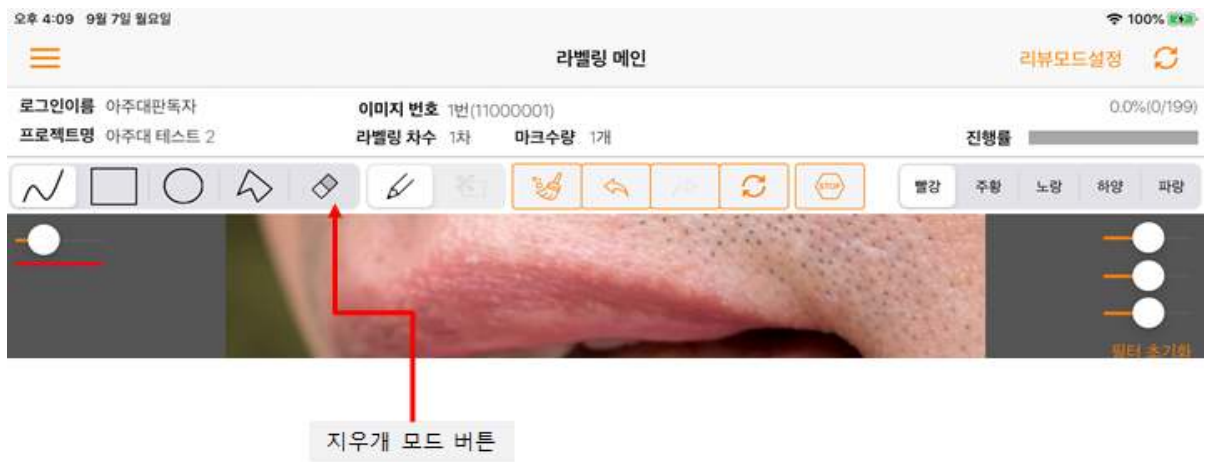 오후 4:09 9월 7일 월요일 100%
라벨링 메인 리뷰모드설정
로그인이름 아주대판독자 이미지 번호 1번(11000001) 0.0%(0/199)
프로젝트명 아주대 테스트 2 라벨링 차수 1차 마크수량 1개 진행률
STOP 빨강 주황 노랑 하양 파랑
필터 초기화
지우개 모드 버튼